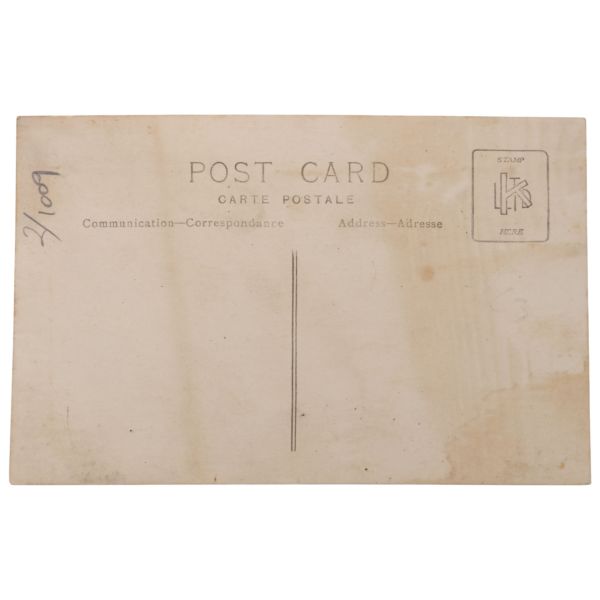 2/1009
POST CARD
CARTE POSTALE
Communication—Correspondance
Address—Adresse
STAMP
HERE